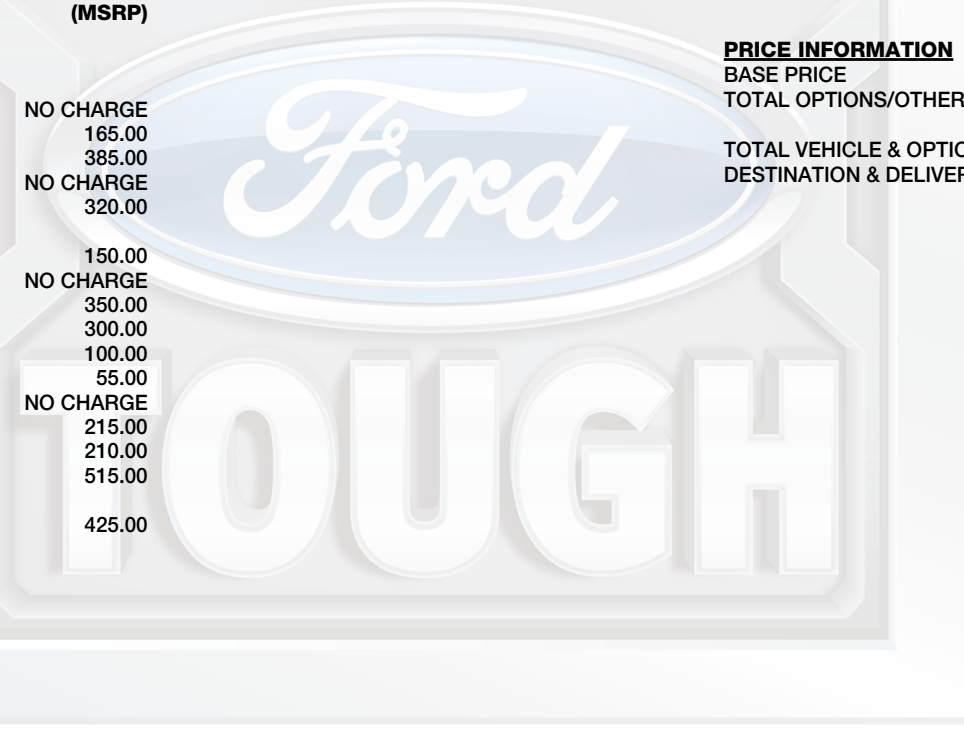 (MSRP)
NO CHARGE
165.00
385.00
NO CHARGE
320.00
150.00
NO CHARGE
350.00
300.00
100.00
55.00
NO CHARGE
215.00
210.00
515.00
425.00
PRICE INFORMATION
BASE PRICE
TOTAL OPTIONS/OTHER
TOTAL VEHICLE & OPTIO
DESTINATION & DELIVER
Ford
TOUGH